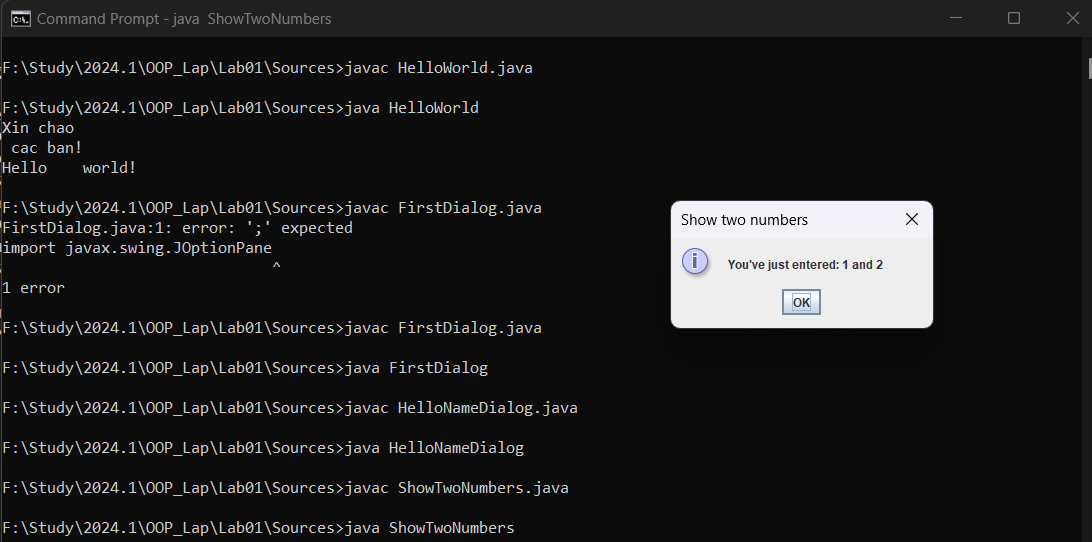 Command Prompt - java  ShowTwoNumbers
F:\Study\2024.1\OOP_Lap\Lab01\Sources>javac HelloWorld.java
F:\Study\2024.1\OOP_Lap\Lab01\Sources>java HelloWorld
Xin chao
 cac ban!
Hello    world!
F:\Study\2024.1\OOP_Lap\Lab01\Sources>javac FirstDialog.java
FirstDialog.java:1: error: ';' expected
import javax.swing.JOptionPane
                              ^
1 error
F:\Study\2024.1\OOP_Lap\Lab01\Sources>javac FirstDialog.java
F:\Study\2024.1\OOP_Lap\Lab01\Sources>java FirstDialog
F:\Study\2024.1\OOP_Lap\Lab01\Sources>javac HelloNameDialog.java
F:\Study\2024.1\OOP_Lap\Lab01\Sources>java HelloNameDialog
F:\Study\2024.1\OOP_Lap\Lab01\Sources>javac ShowTwoNumbers.java
F:\Study\2024.1\OOP_Lap\Lab01\Sources>java ShowTwoNumbers
Show two numbers
You've just entered: 1 and 2
OK